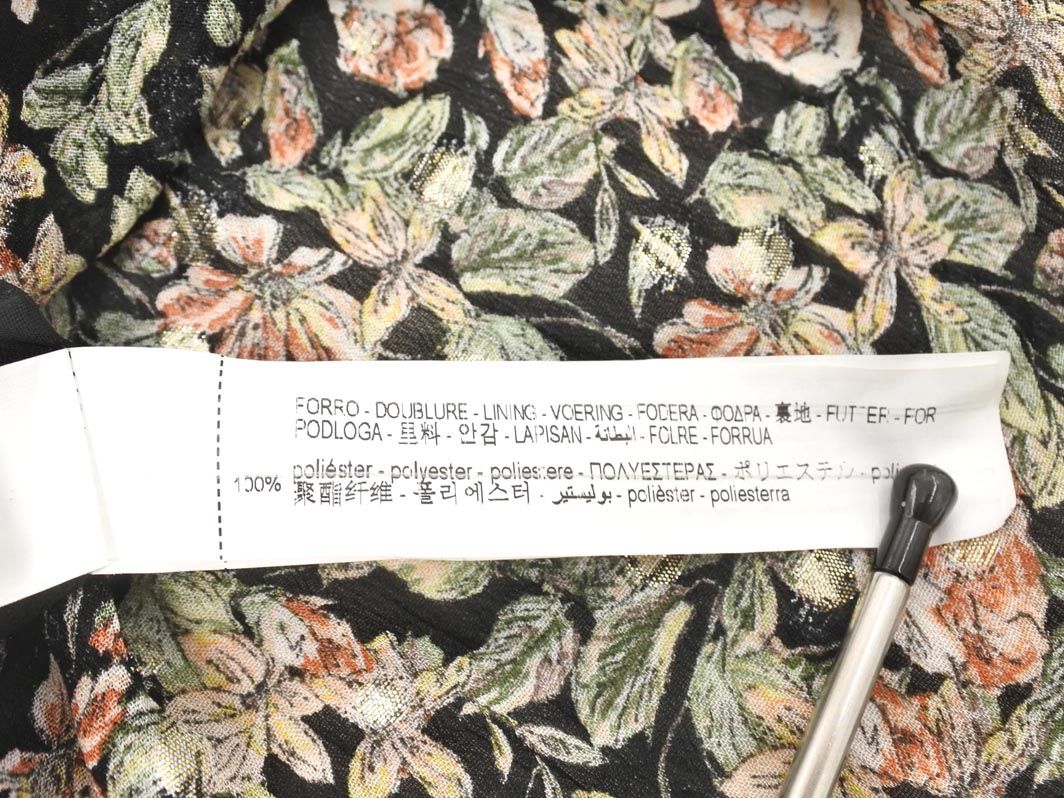 FORRO - DOUBLURE - LINING - VOERING - FODERA - ΦΟΔΡΑ - 裏地 - FUTTER - FOR
PODLOGA - 里料 - 안감 - LAPISAN - البطانة - FOLRE - FORRUA
100% poliéster - polyester - poliestere - ΠΟΛΥΕΣΤΕΡΑΣ - ポリエステル -
聚酯纤维 - 폴리에스터 - بوليستير - polièster - poliesterra